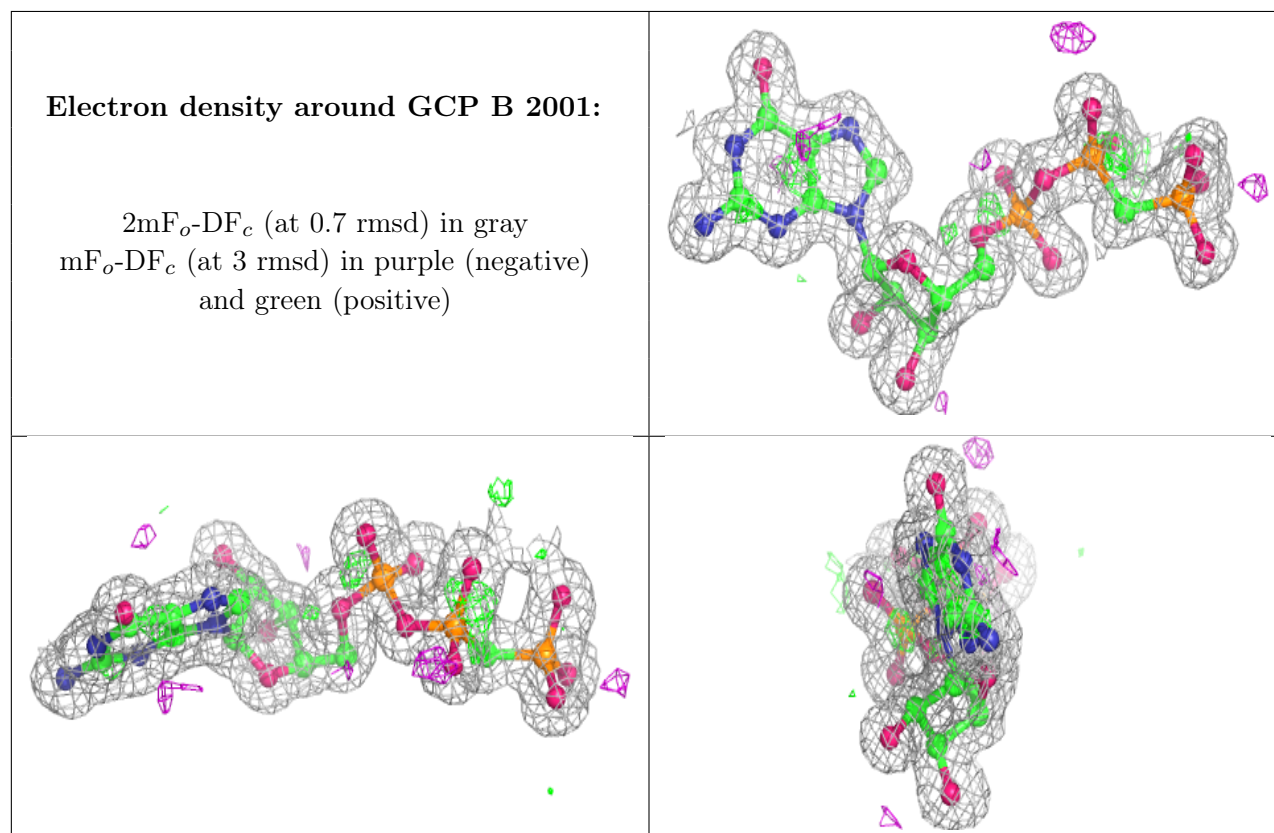 Electron density around GCP B 2001:
2mFo-DFc (at 0.7 rmsd) in gray
mFo-DFc (at 3 rmsd) in purple (negative)
and green (positive)